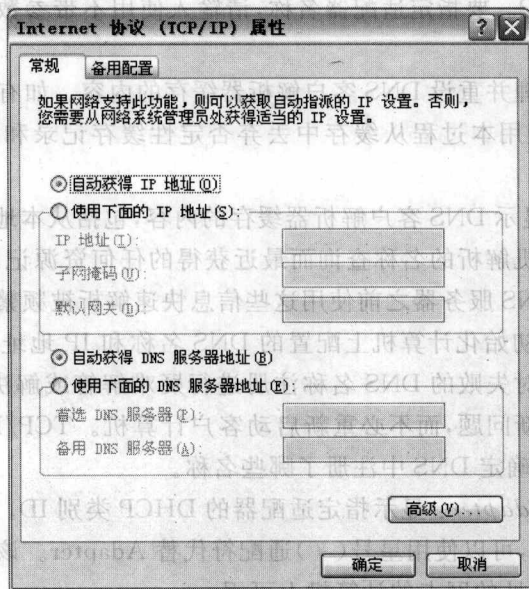 Internet 协议 (TCP/IP) 属性
常规 备用配置
如果网络支持此功能，则可以获取自动指派的 IP 设置。否则，
您需要从网络系统管理员处获得适当的 IP 设置。
自动获得 IP 地址(O)
使用下面的 IP 地址(S):
IP 地址(I):
子网掩码(U):
默认网关(D):
自动获得 DNS 服务器地址(B)
使用下面的 DNS 服务器地址(E):
首选 DNS 服务器(P):
备用 DNS 服务器(A):
高级(V)...
确定 取消